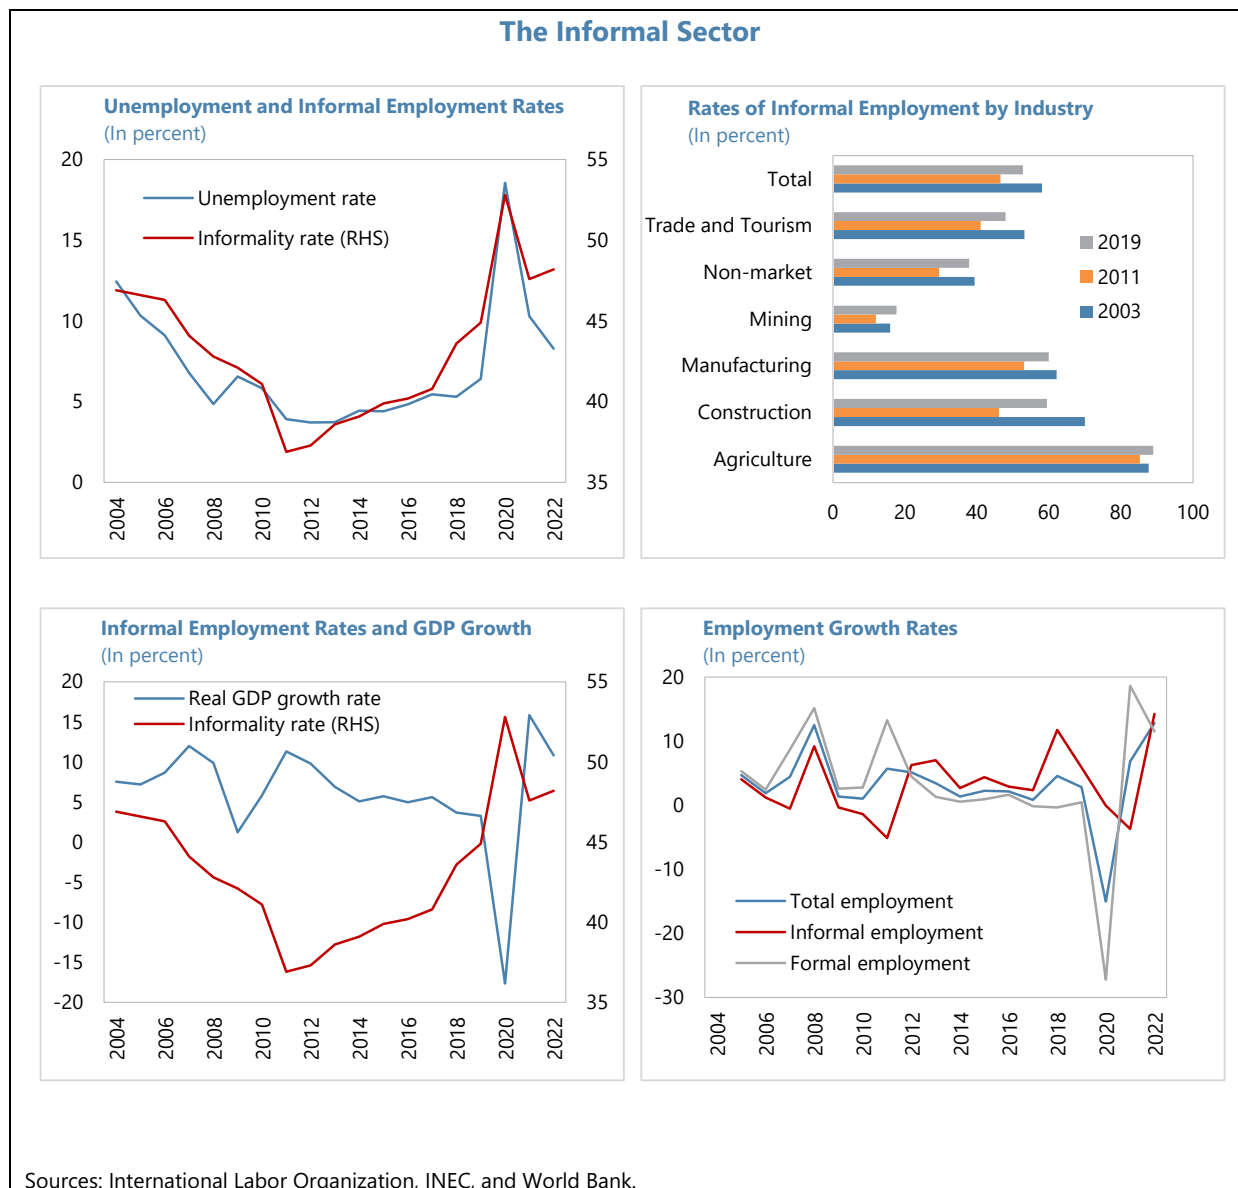 The Informal Sector
Unemployment and Informal Employment Rates
(In percent)
20
15
10
5
0
55
50
45
40
35
Unemployment rate
Informality rate (RHS)
2004
2006
2008
2010
2012
2014
2016
2018
2020
2022
Rates of Informal Employment by Industry
(In percent)
Total
Trade and Tourism
Non-market
Mining
Manufacturing
Construction
Agriculture
2019
2011
2003
0 20 40 60 80 100
Informal Employment Rates and GDP Growth
(In percent)
20
15
10
5
0
-5
-10
-15
-20
55
50
45
40
35
Real GDP growth rate
Informality rate (RHS)
2004
2006
2008
2010
2012
2014
2016
2018
2020
2022
Employment Growth Rates
(In percent)
20
10
0
-10
-20
-30
Total employment
Informal employment
Formal employment
2004
2006
2008
2010
2012
2014
2016
2018
2020
2022
Sources: International Labor Organization, INEC, and World Bank.